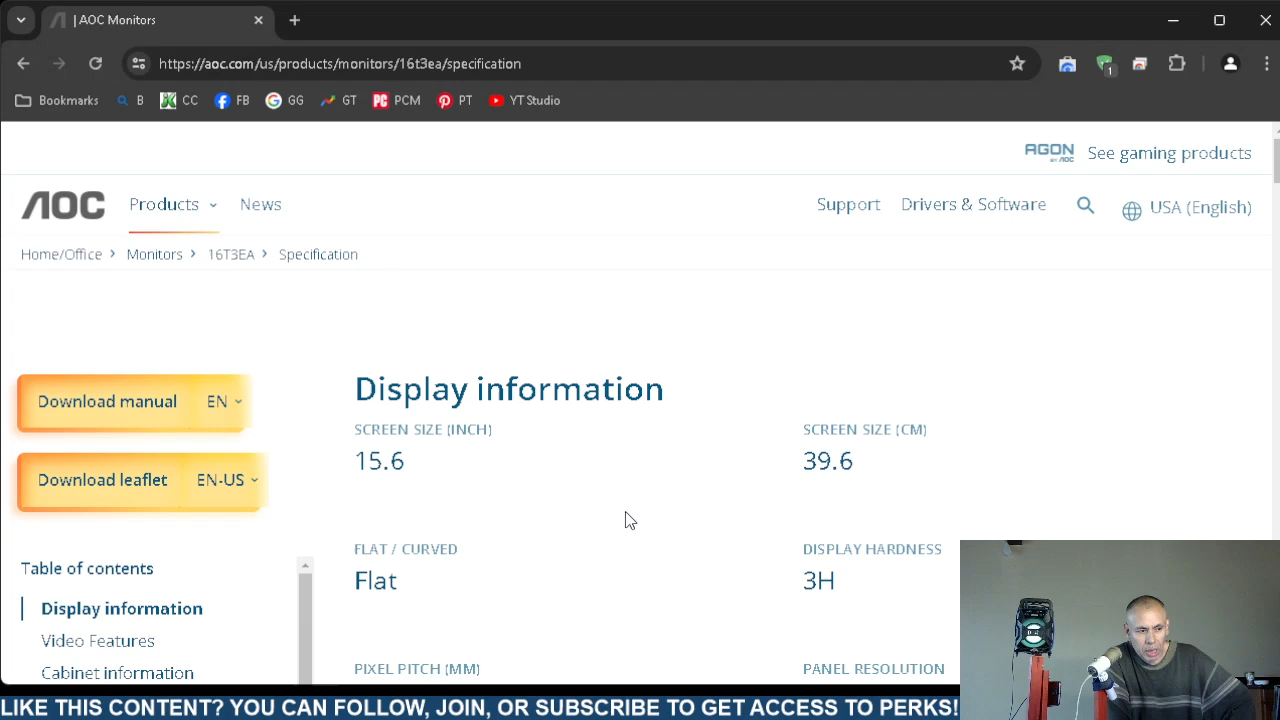 | AOC Monitors
https://aoc.com/us/products/monitors/16t3ea/specification
1
Bookmarks B CC FB GG GT PCM PT YT Studio
AGON BY AOC See gaming products
AOC Products News Support Drivers & Software USA (English)
Home/Office Monitors 16T3EA Specification
Download manual EN
Download leaflet EN-US
Table of contents
Display information
Video Features
Cabinet information
Display information
SCREEN SIZE (INCH) SCREEN SIZE (CM)
15.6 39.6
FLAT / CURVED DISPLAY HARDNESS
Flat 3H
PIXEL PITCH (MM) PANEL RESOLUTION
LIKE THIS CONTENT? YOU CAN FOLLOW, JOIN, OR SUBSCRIBE TO GET ACCESS TO PERKS!